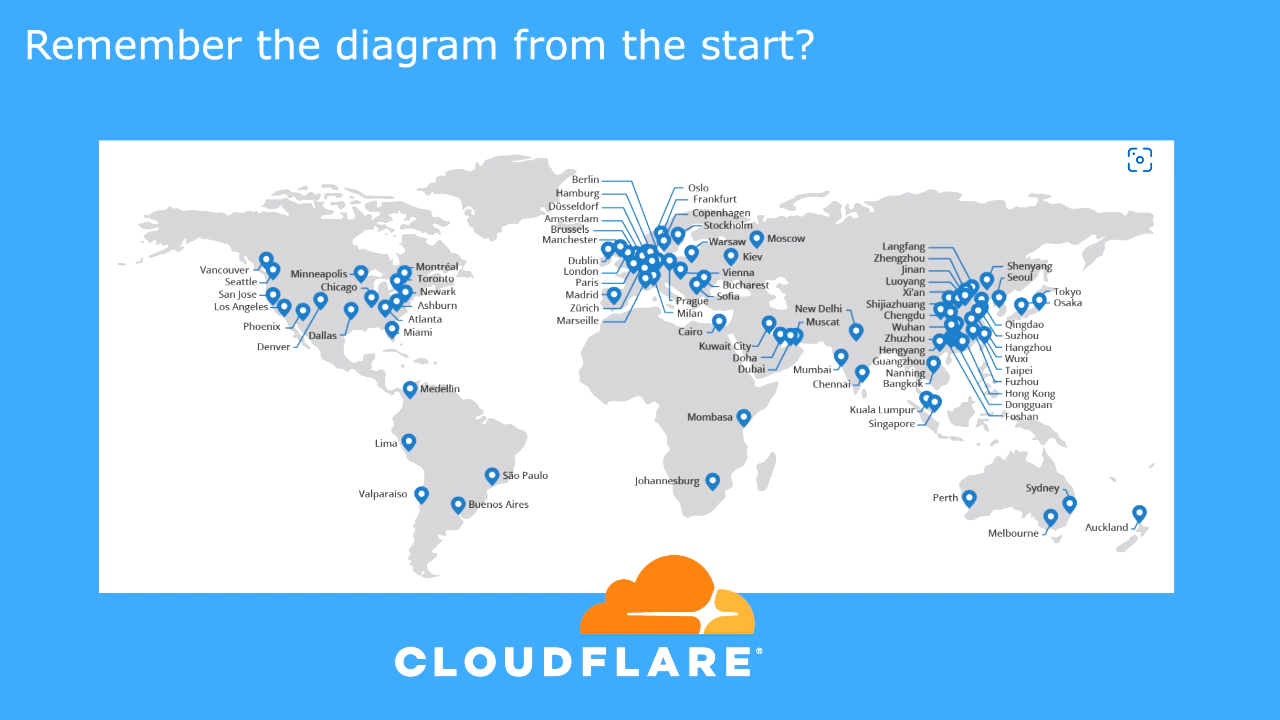 Remember the diagram from the start?
Berlin
Hamburg
Düsseldorf
Amsterdam
Brussels
Manchester
Dublin
London
Paris
Madrid
Zürich
Marseille
Oslo
Frankfurt
Copenhagen
Stockholm
Warsaw
Moscow
Kiev
Vienna
Bucharest
Sofia
Prague
Milan
Vancouver
Seattle
San Jose
Los Angeles
Phoenix
Denver
Minneapolis
Chicago
Dallas
Montréal
Toronto
Newark
Ashburn
Atlanta
Miami
Medellín
Lima
São Paulo
Valparaiso
Buenos Aires
Cairo
Kuwait City
Doha
Dubai
New Delhi
Muscat
Mumbai
Chennai
Mombasa
Johannesburg
Langfang
Zhengzhou
Jinan
Luoyang
Xi'an
Shijiazhuang
Chengdu
Wuhan
Zhuzhou
Hengyang
Guangzhou
Nanning
Bangkok
Kuala Lumpur
Singapore
Shenyang
Seoul
Tokyo
Osaka
Qingdao
Suzhou
Hangzhou
Wuxi
Taipei
Fuzhou
Hong Kong
Dongguan
Foshan
Perth
Sydney
Melbourne
Auckland
CLOUDFLARE®